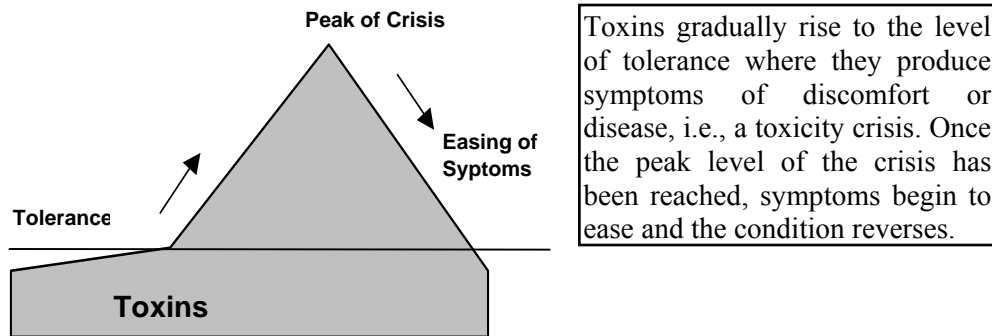 Peak of Crisis
Easing of
Syptoms
Tolerance
Toxins
Toxins gradually rise to the level
of tolerance where they produce
symptoms of discomfort or
disease, i.e., a toxicity crisis. Once
the peak level of the crisis has
been reached, symptoms begin to
ease and the condition reverses.